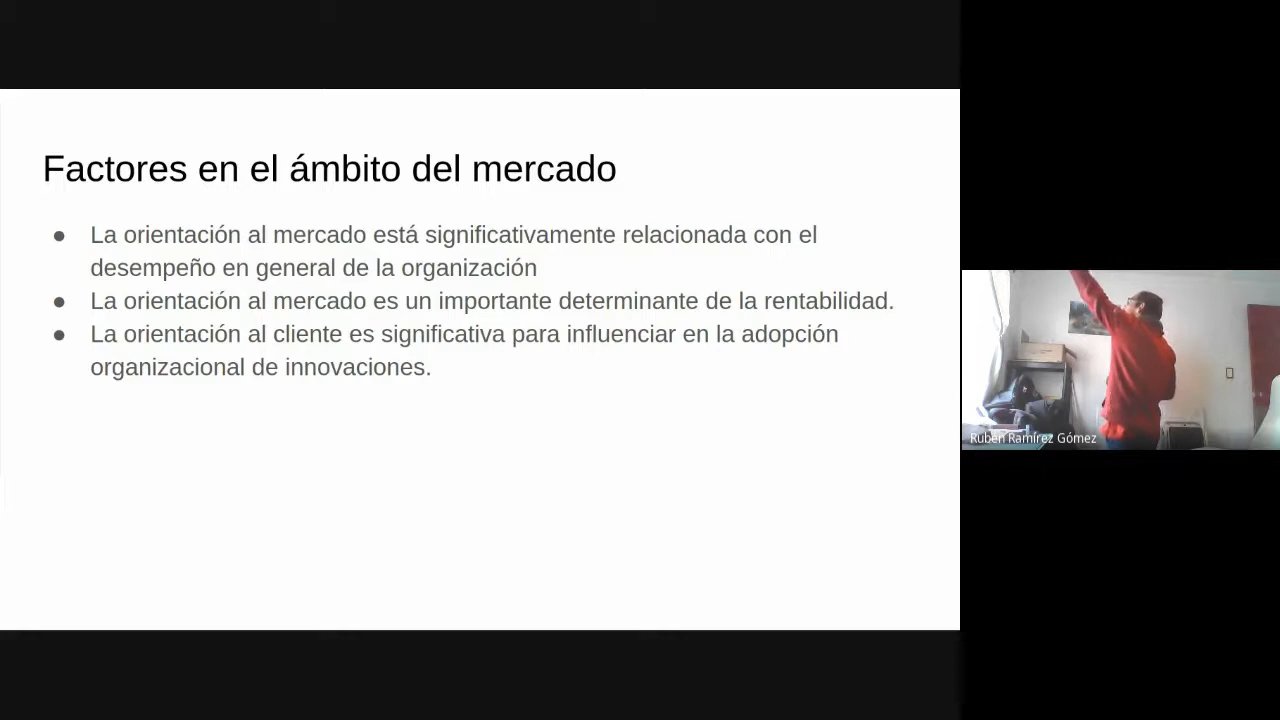 Factores en el ámbito del mercado
● La orientación al mercado está significativamente relacionada con el
desempeño en general de la organización
● La orientación al mercado es un importante determinante de la rentabilidad.
● La orientación al cliente es significativa para influenciar en la adopción
organizacional de innovaciones.
Rubén Ramírez Gómez